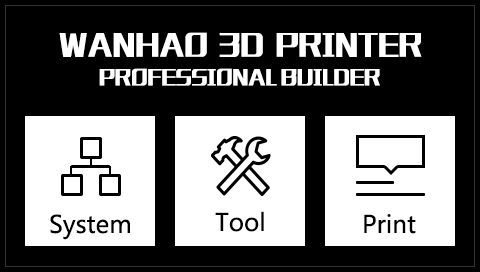 WANHAO 3D PRINTER
PROFESSIONAL BUILDER
System
Tool
Print